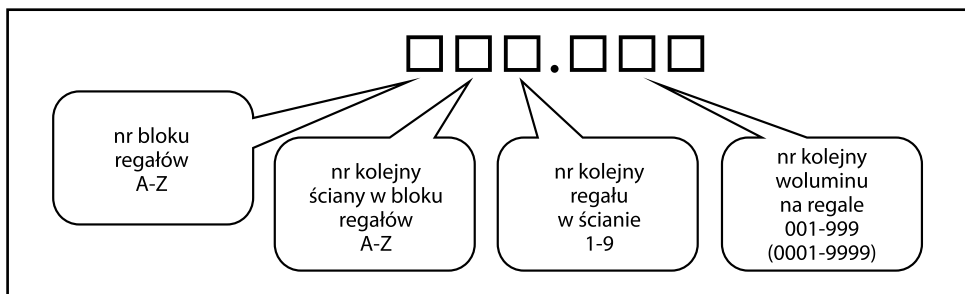 nr bloku
regałów
A-Z
nr kolejny
ściany w bloku
regałów
A-Z
nr kolejny
regału
w ścianie
1-9
nr kolejny
woluminu
na regale
001-999
(0001-9999)